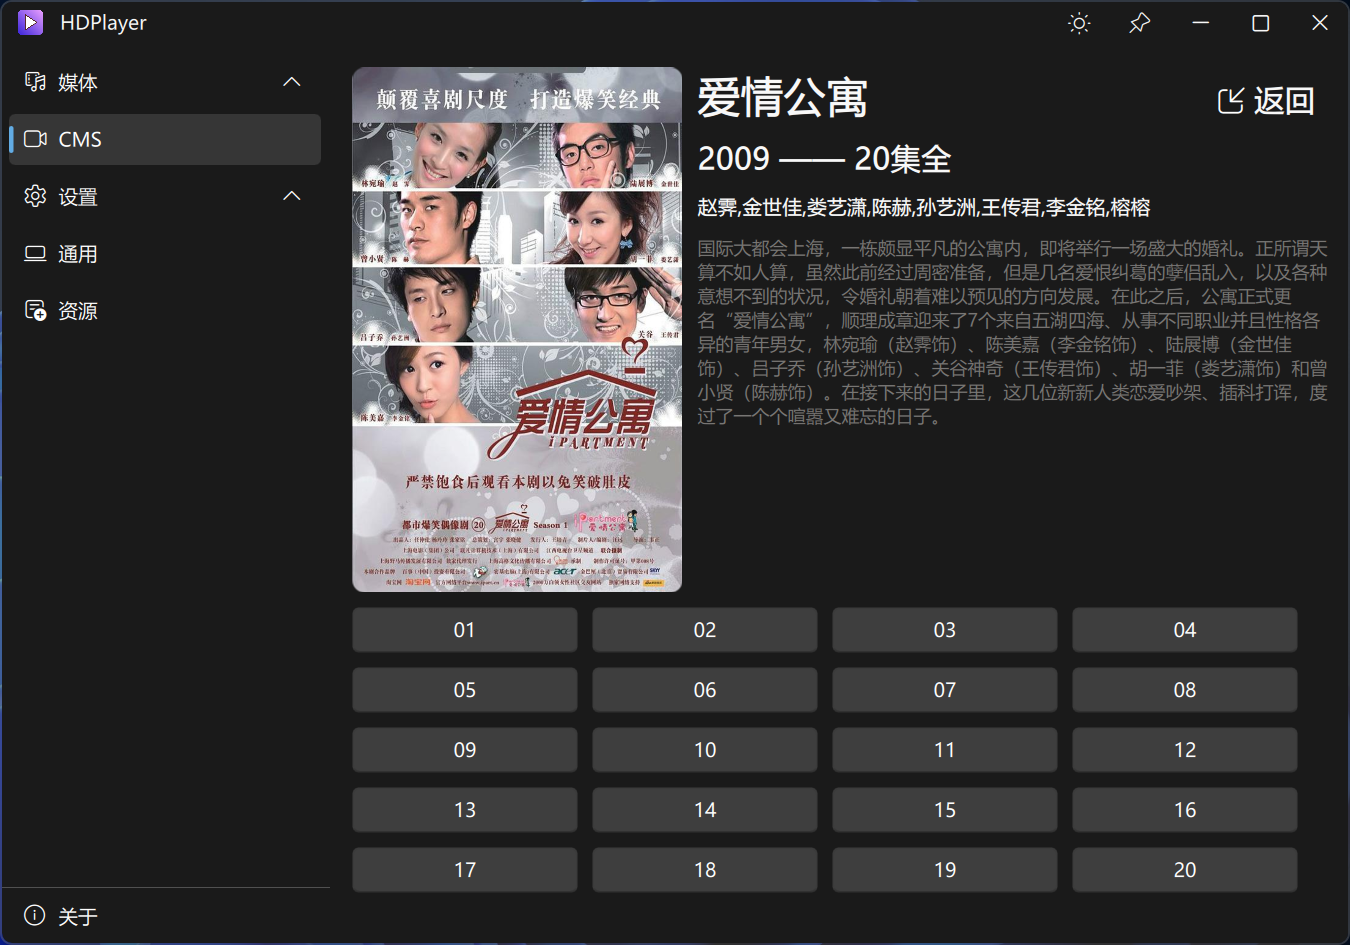 HDPlayer
媒体
CMS
设置
通用
资源
关于
颠覆喜剧尺度 打造爆笑经典
林宛瑜 赵霁
陆展博 金世佳
曾小贤 陈赫
胡一菲 娄艺潇
吕子乔 孙艺洲
关谷 王传君
陈美嘉 李金铭
爱情公寓
iPARTMENT
严禁饱食后观看本剧以免笑破肚皮
都市爆笑偶像剧 20 爱情公寓 Season 1
爱情公寓
返回
2009 —— 20集全
赵霁,金世佳,娄艺潇,陈赫,孙艺洲,王传君,李金铭,榕榕
国际大都会上海，一栋颇显平凡的公寓内，即将举行一场盛大的婚礼。正所谓天
算不如人算，虽然此前经过周密准备，但是几名爱恨纠葛的孽侣乱入，以及各种
意想不到的状况，令婚礼朝着难以预见的方向发展。在此之后，公寓正式更
名“爱情公寓”，顺理成章迎来了7个来自五湖四海、从事不同职业并且性格各
异的青年男女，林宛瑜（赵霁饰）、陈美嘉（李金铭饰）、陆展博（金世佳
饰）、吕子乔（孙艺洲饰）、关谷神奇（王传君饰）、胡一菲（娄艺潇饰）和曾
小贤（陈赫饰）。在接下来的日子里，这几位新新人类恋爱吵架、插科打诨，度
过了一个个喧嚣又难忘的日子。
01
02
03
04
05
06
07
08
09
10
11
12
13
14
15
16
17
18
19
20